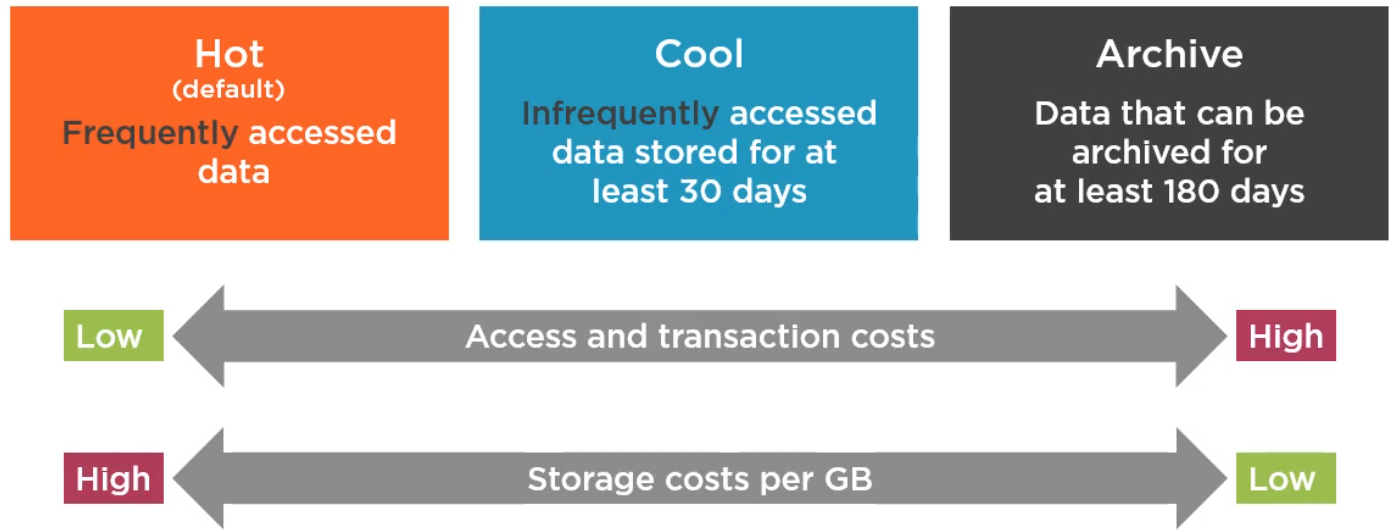 Hot
(default)
Frequently accessed
data
Cool
Infrequently accessed
data stored for at
least 30 days
Archive
Data that can be
archived for
at least 180 days
Low
Access and transaction costs
High
High
Storage costs per GB
Low